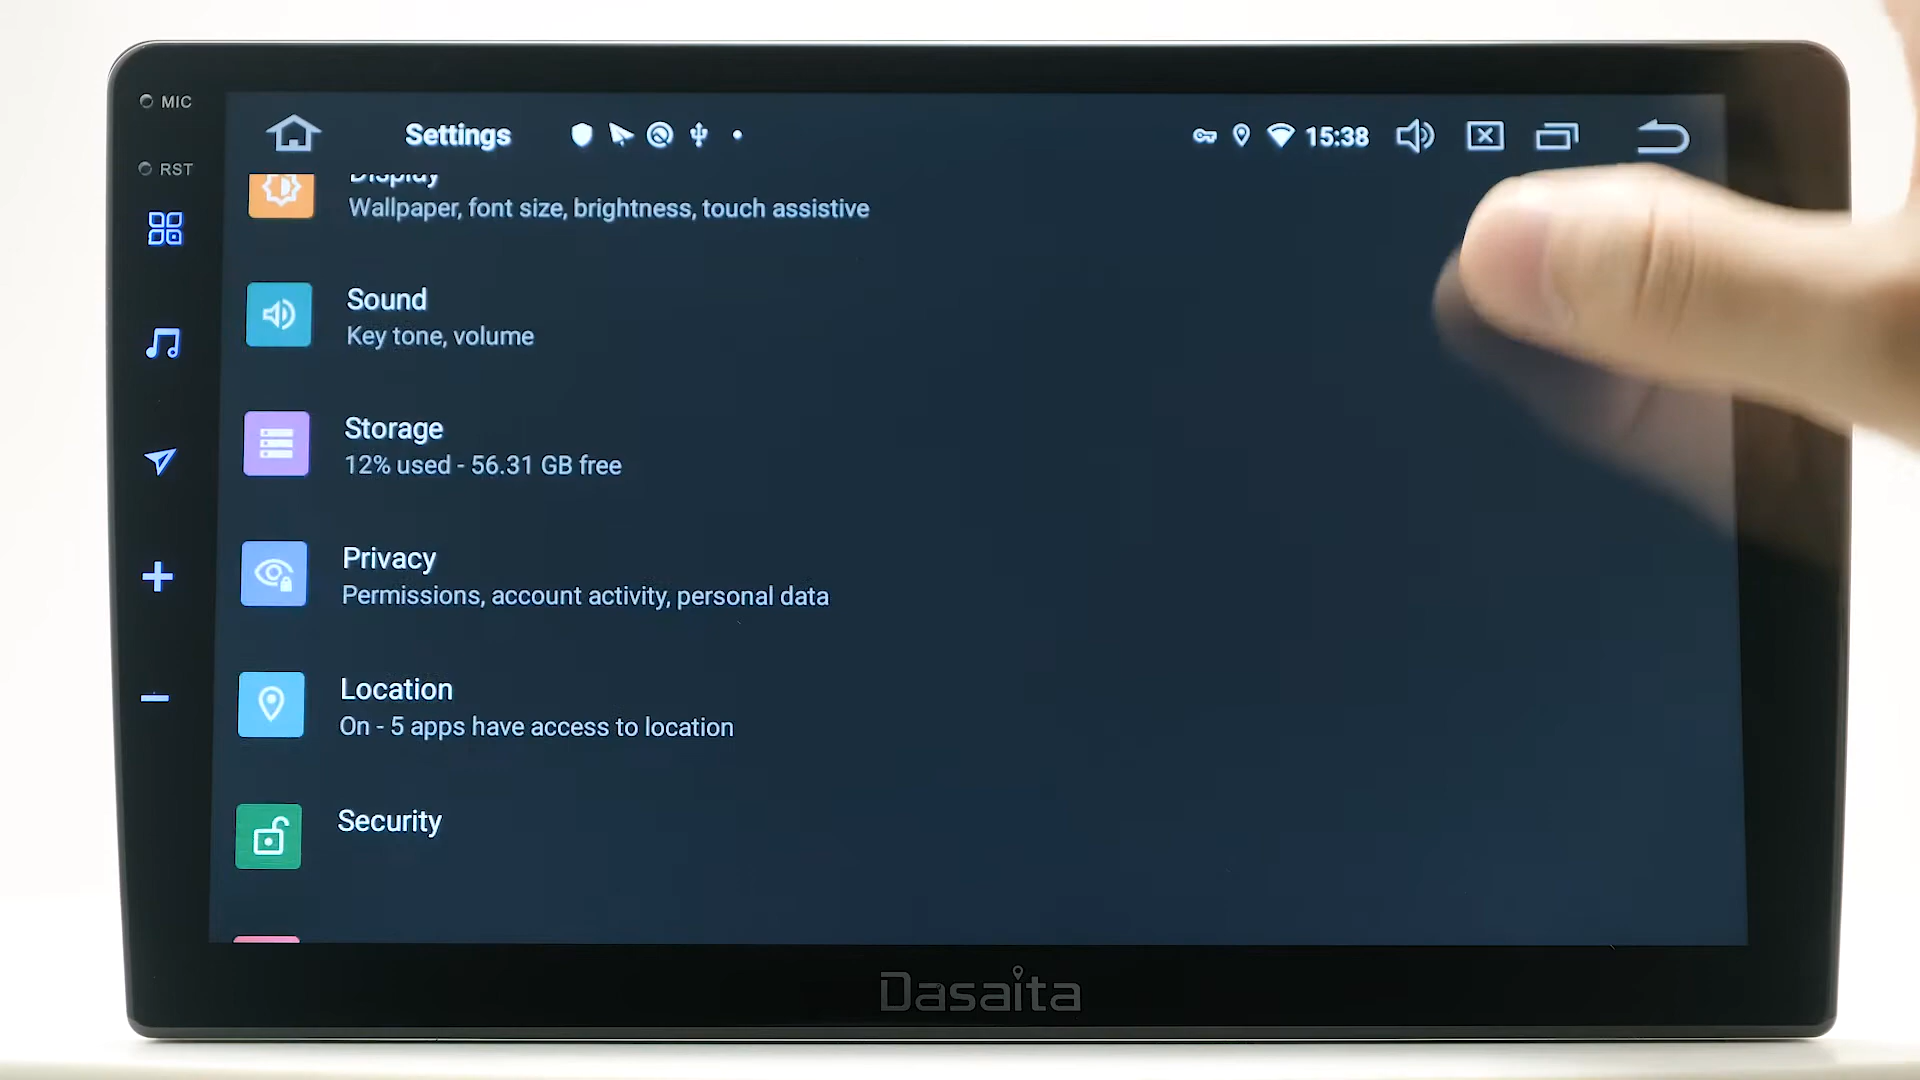 MIC
RST
Settings
15:38
Display
Wallpaper, font size, brightness, touch assistive
Sound
Key tone, volume
Storage
12% used - 56.31 GB free
Privacy
Permissions, account activity, personal data
Location
On - 5 apps have access to location
Security
Dasaita